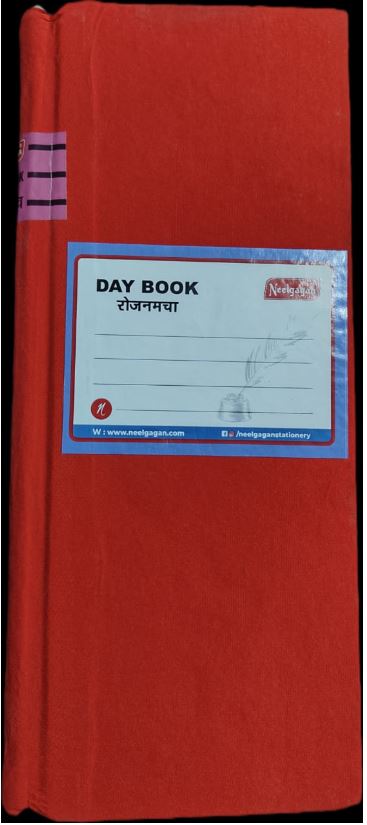 DAY BOOK
रोजनमचा
Neelgagan
n
W : www.neelgagan.com
/neelgaganstationery